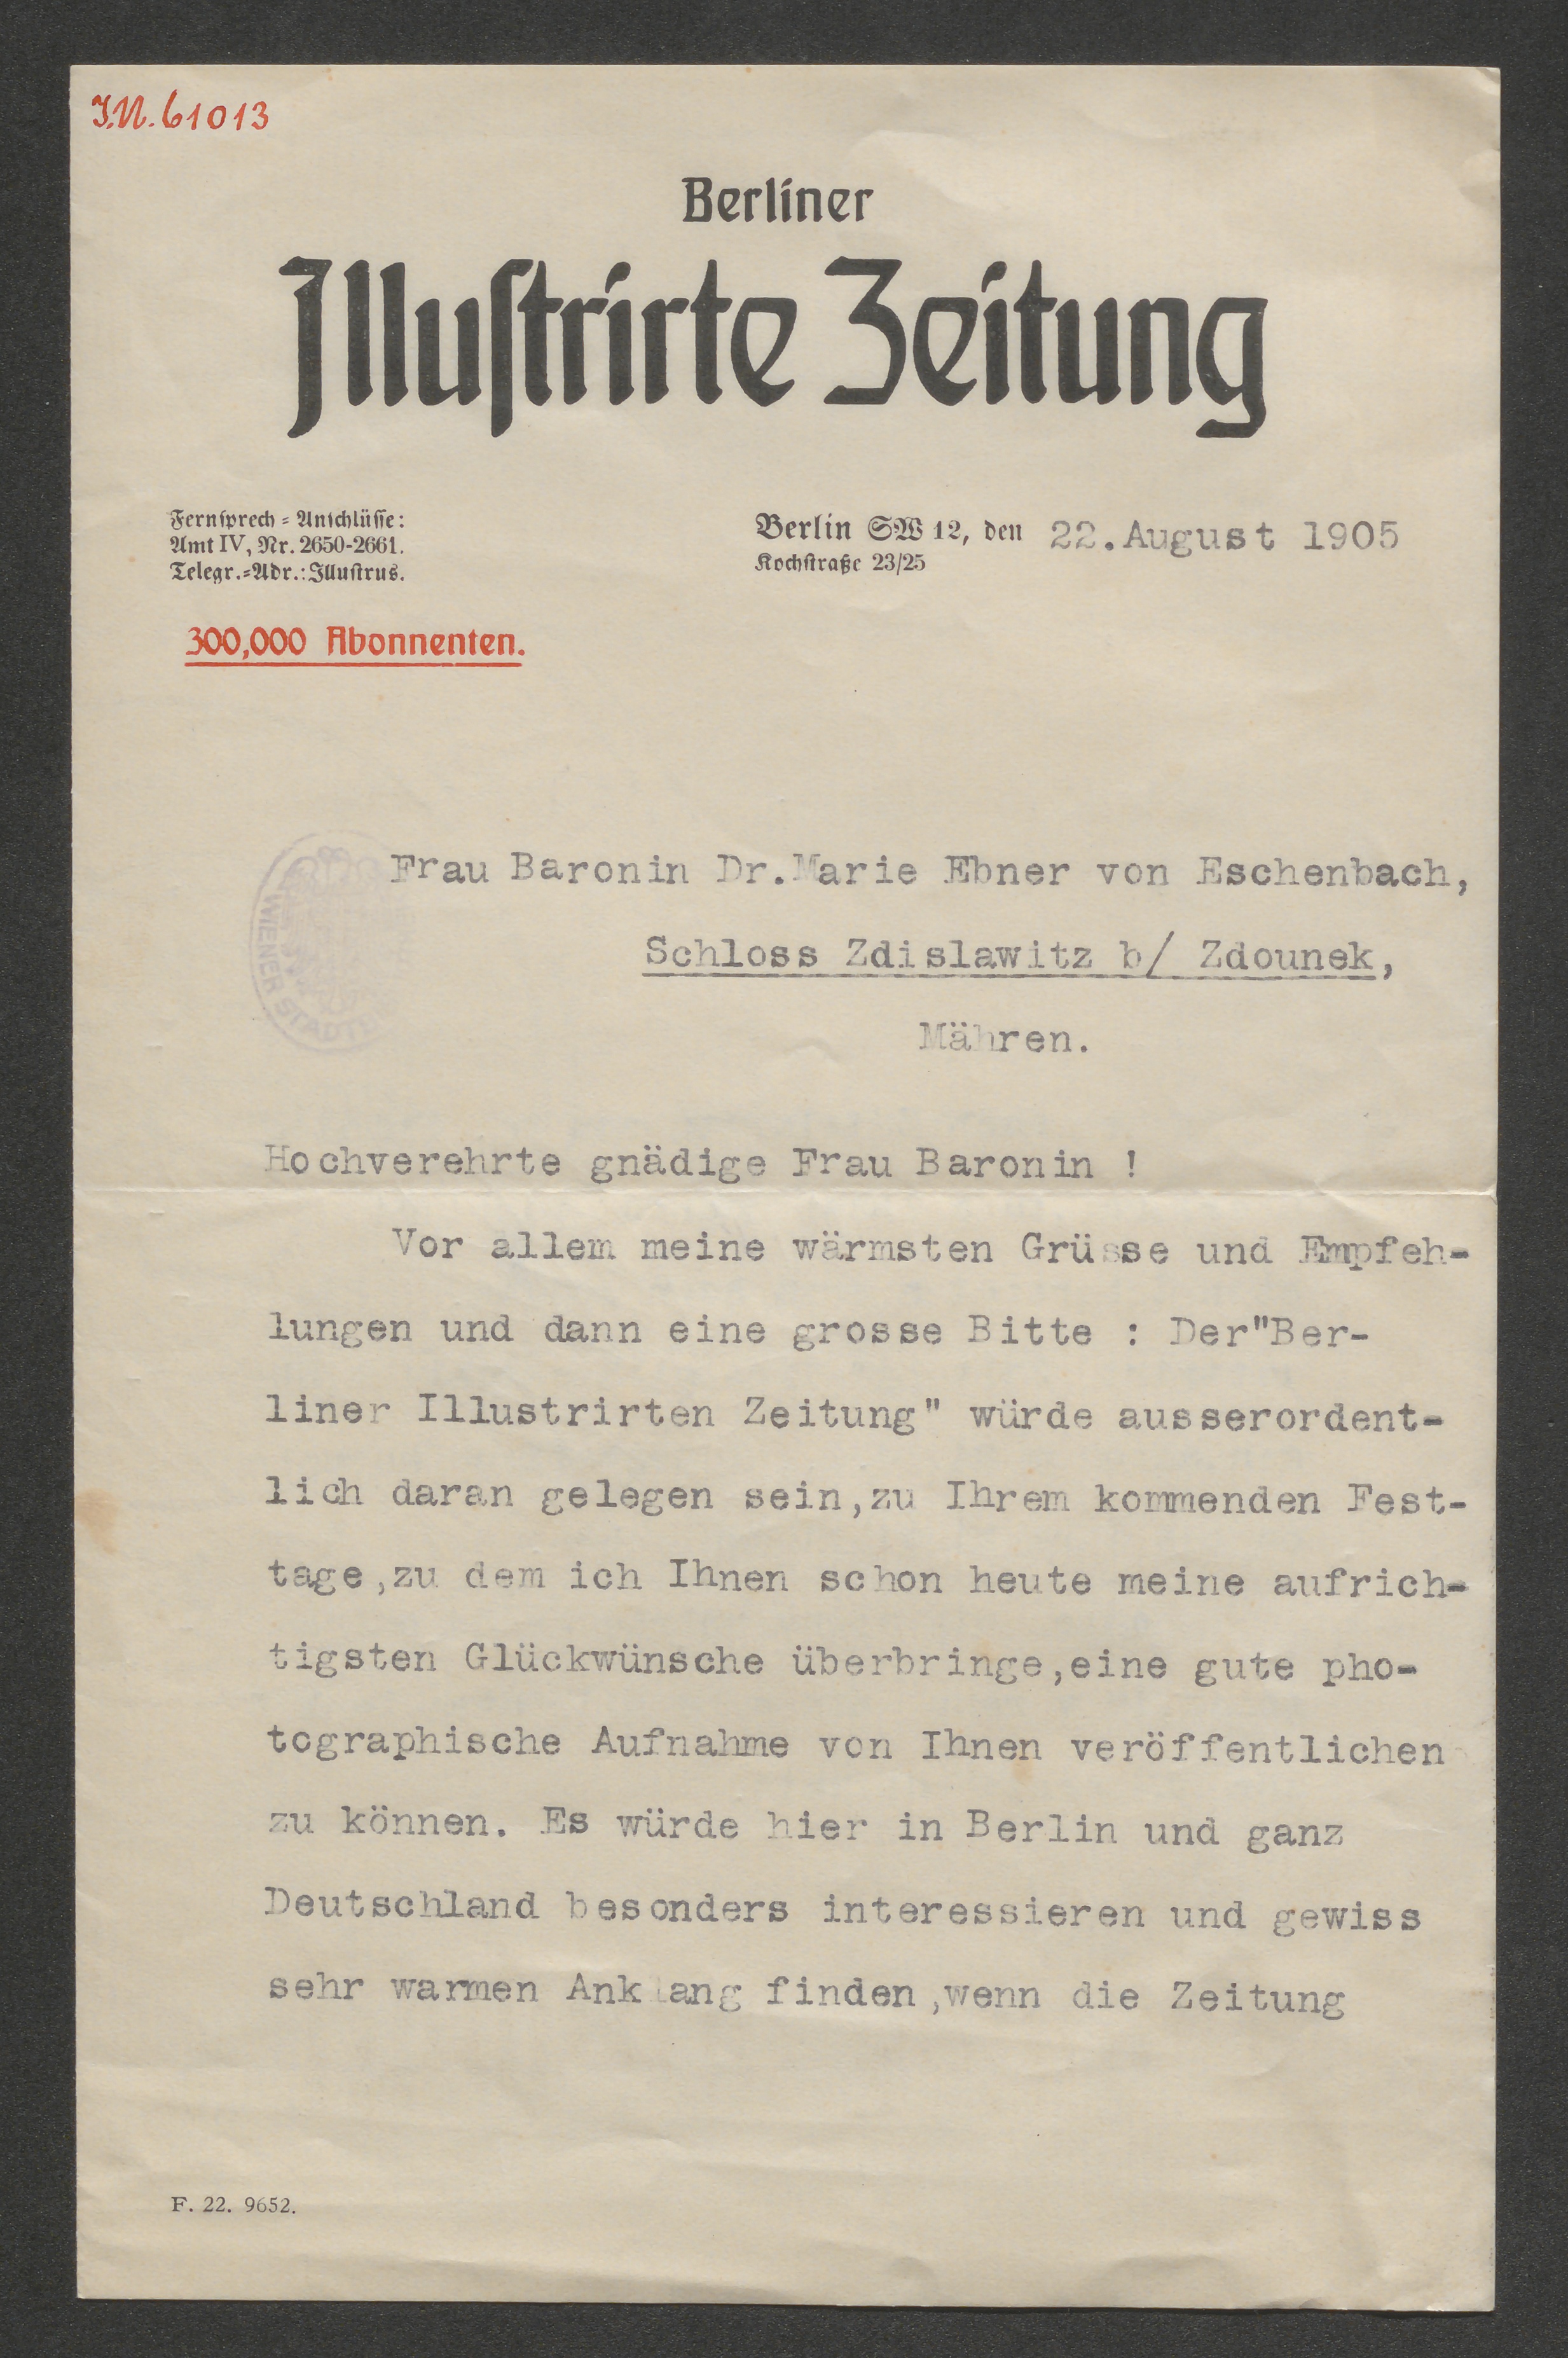 I.N. 61013
Berliner
Illustrirte Zeitung
Fernsprech-Anschlüsse:
Amt IV, Nr. 2650-2661.
Telegr.-Adr.: Illustrus.
Berlin SW 12, den 22.August 1905
Kochstraße 23/25
300,000 Abonnenten.
Frau Baronin Dr.Marie Ebner von Eschenbach,
Schloss Zdislawitz b/ Zdounek,
Mähren.
WIENER STADT
Hochverehrte gnädige Frau Baronin !
Vor allem meine wärmsten Grüsse und Empfeh-
lungen und dann eine grosse Bitte : Der"Ber-
liner Illustrirten Zeitung" würde ausserordent-
lich daran gelegen sein,zu Ihrem kommenden Fest-
tage,zu dem ich Ihnen schon heute meine aufrich-
tigsten Glückwünsche überbringe,eine gute pho-
tographische Aufnahme von Ihnen veröffentlichen
zu können. Es würde hier in Berlin und ganz
Deutschland besonders interessieren und gewiss
sehr warmen Anklang finden,wenn die Zeitung
F. 22. 9652.